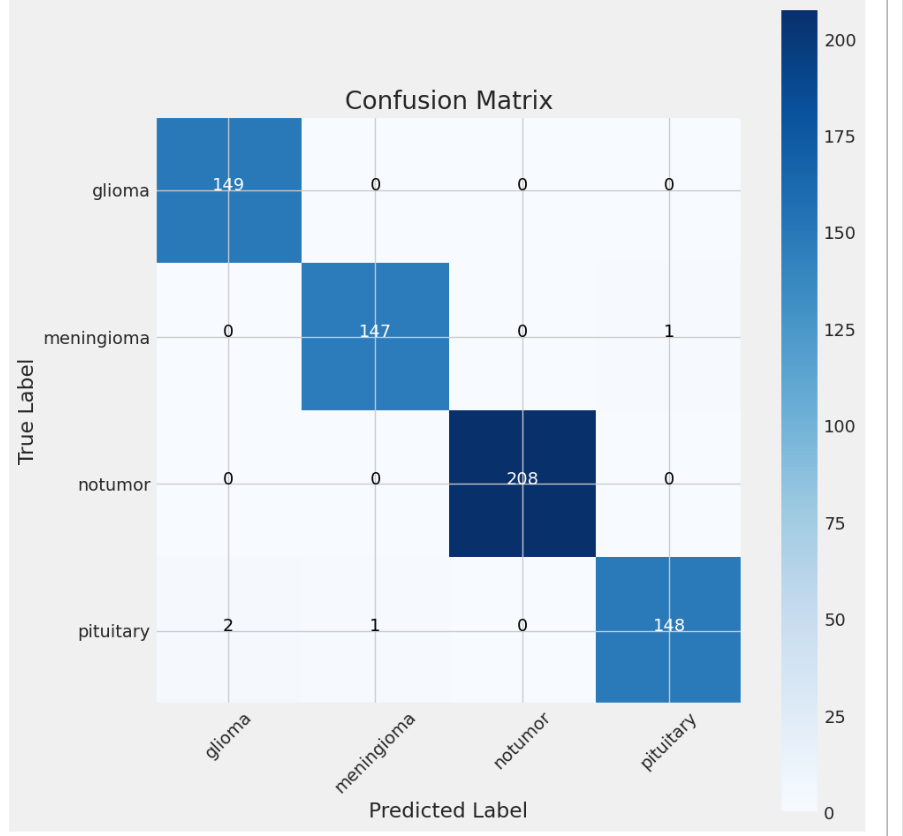 Confusion Matrix
glioma 149 0 0 0
meningioma 0 147 0 1
notumor 0 0 208 0
pituitary 2 1 0 148
True Label
glioma meningioma notumor pituitary
Predicted Label
200
175
150
125
100
75
50
25
0